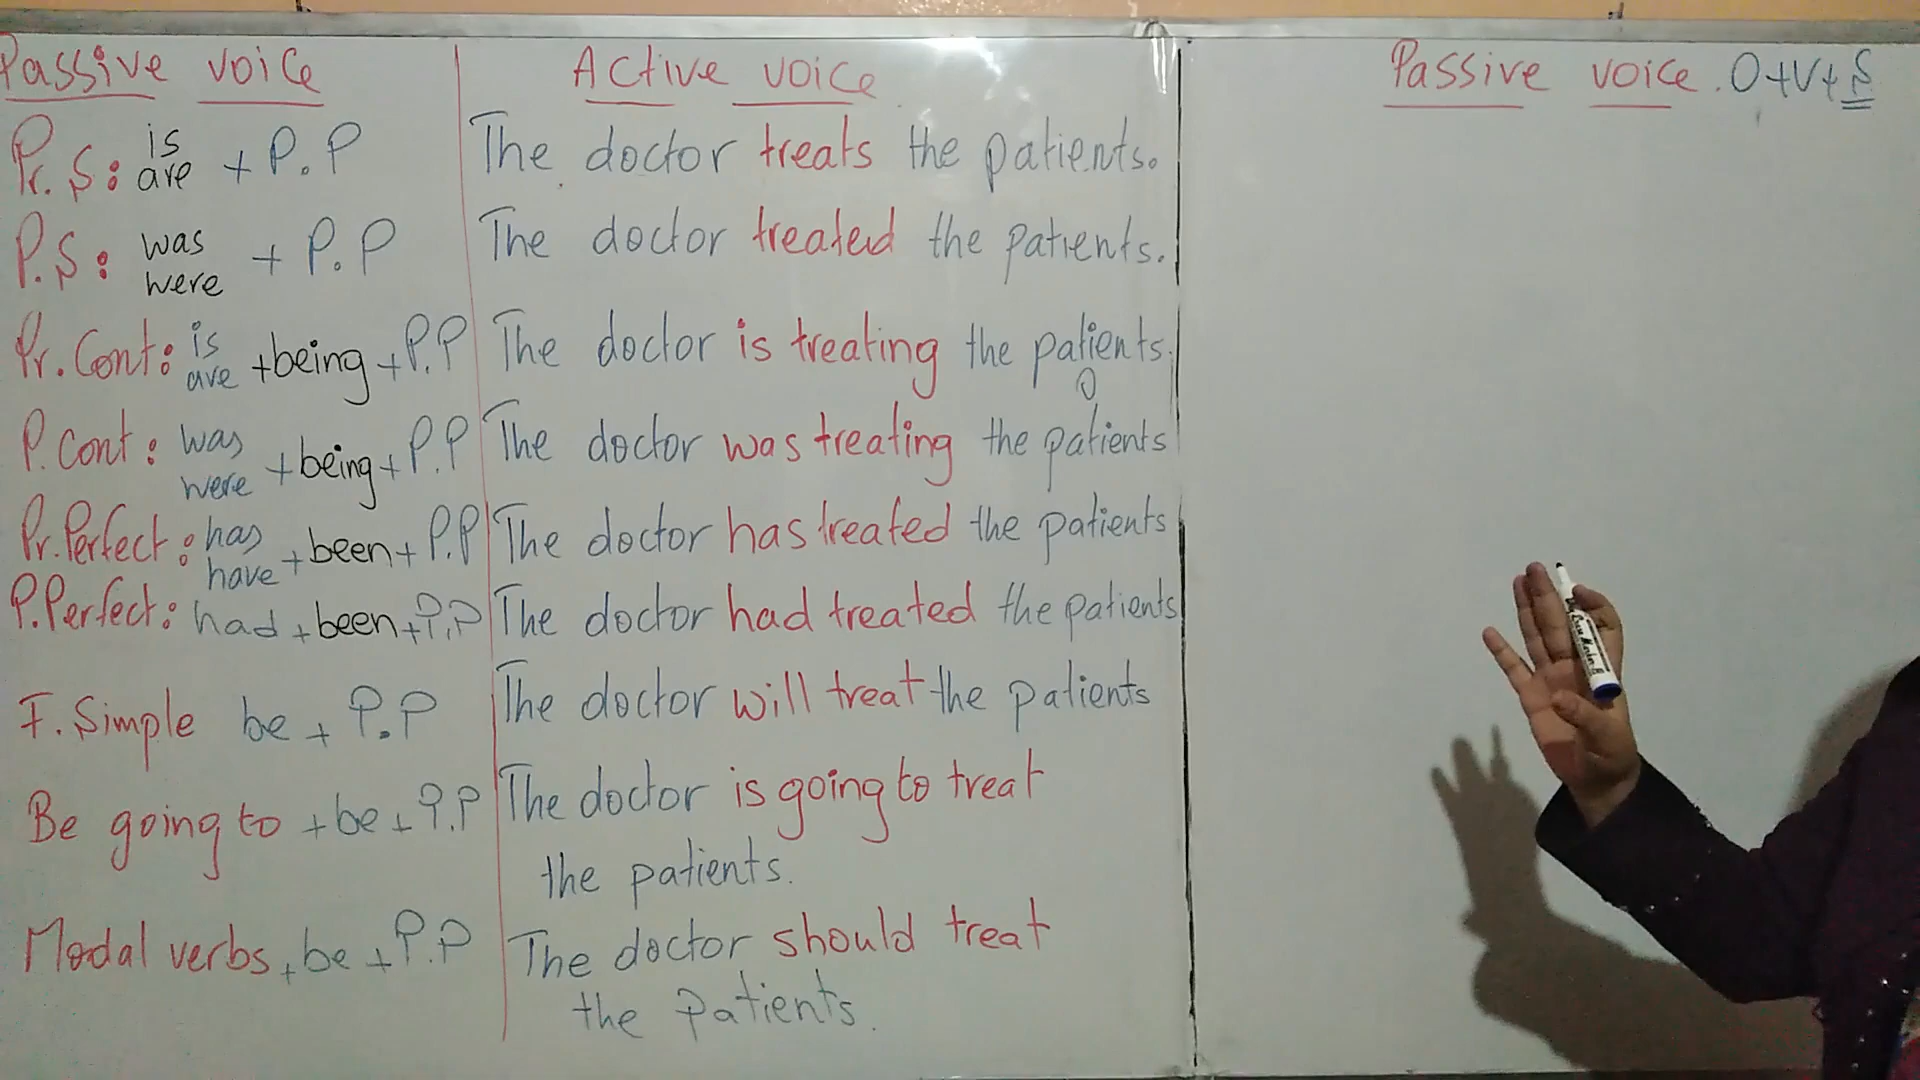 Passive voice
Pr. S: is are + P.P
P.S: was were + P.P
Pr. Cont: is are +being +P.P
P. Cont: was were +being + P.P
Pr. Perfect: has have +been+ P.P
P. Perfect: had +been +P.P
F. Simple be + P.P
Be going to +be + P.P
Modal verbs + be + P.P
Active voice
The doctor treats the patients.
The doctor treated the patients.
The doctor is treating the patients.
O
The doctor was treating the patients
The doctor has treated the patients
The doctor had treated the patients
The doctor will treat the patients
The doctor is going to treat
the patients.
The doctor should treat
the patients.
Passive voice. O+V+S